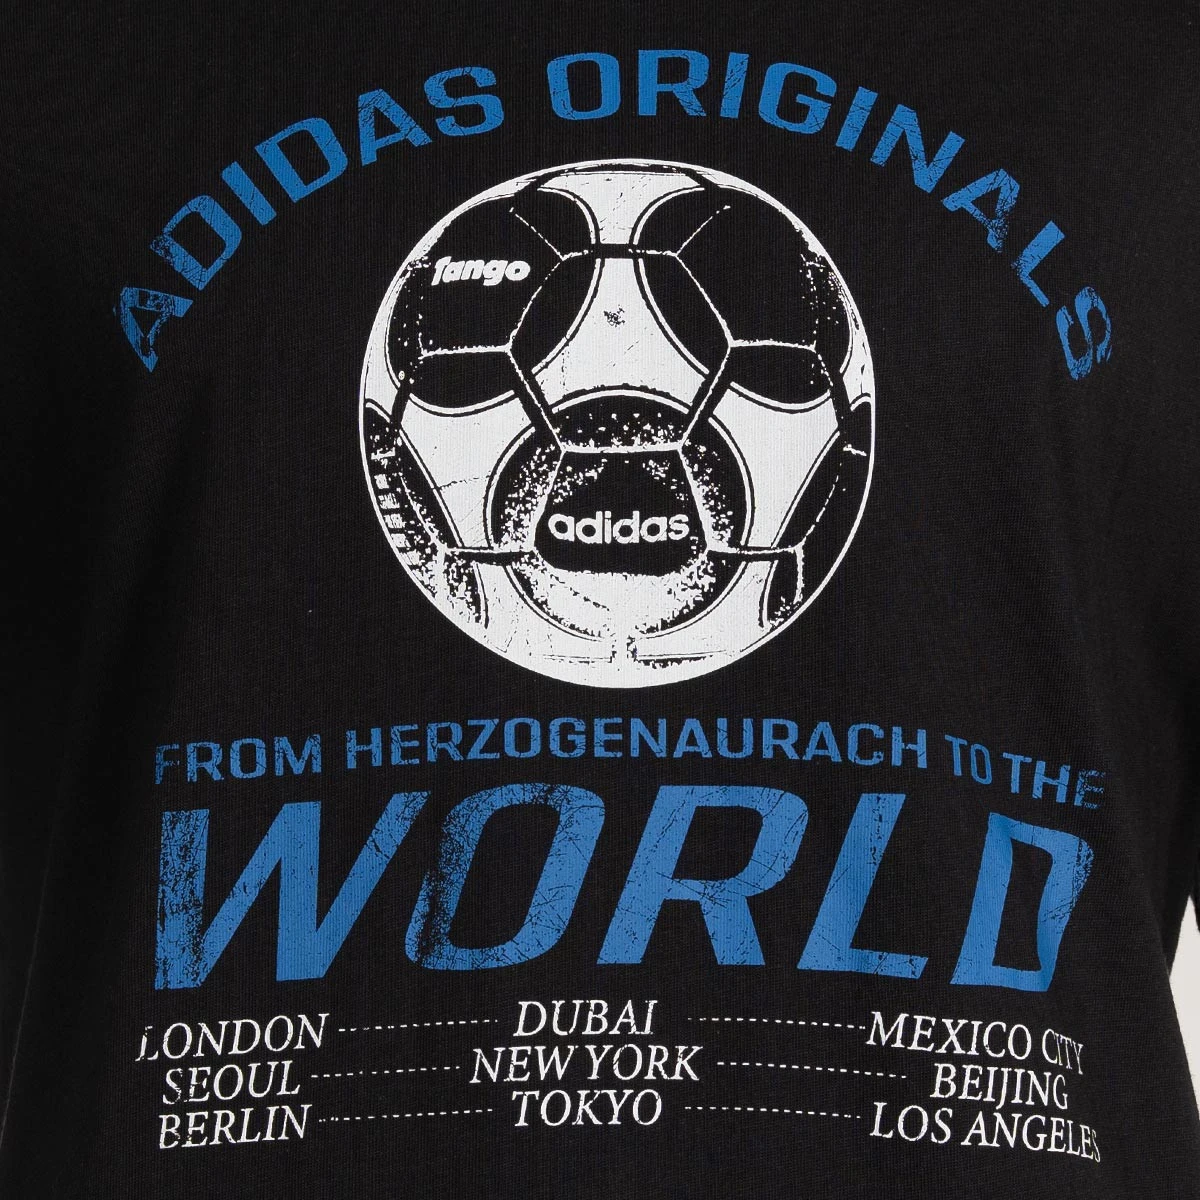 ADIDAS ORIGINALS
fango
adidas
FROM HERZOGENAURACH TO THE
WORLD
LONDON DUBAI MEXICO CITY
SEOUL NEW YORK BEIJING
BERLIN TOKYO LOS ANGELES